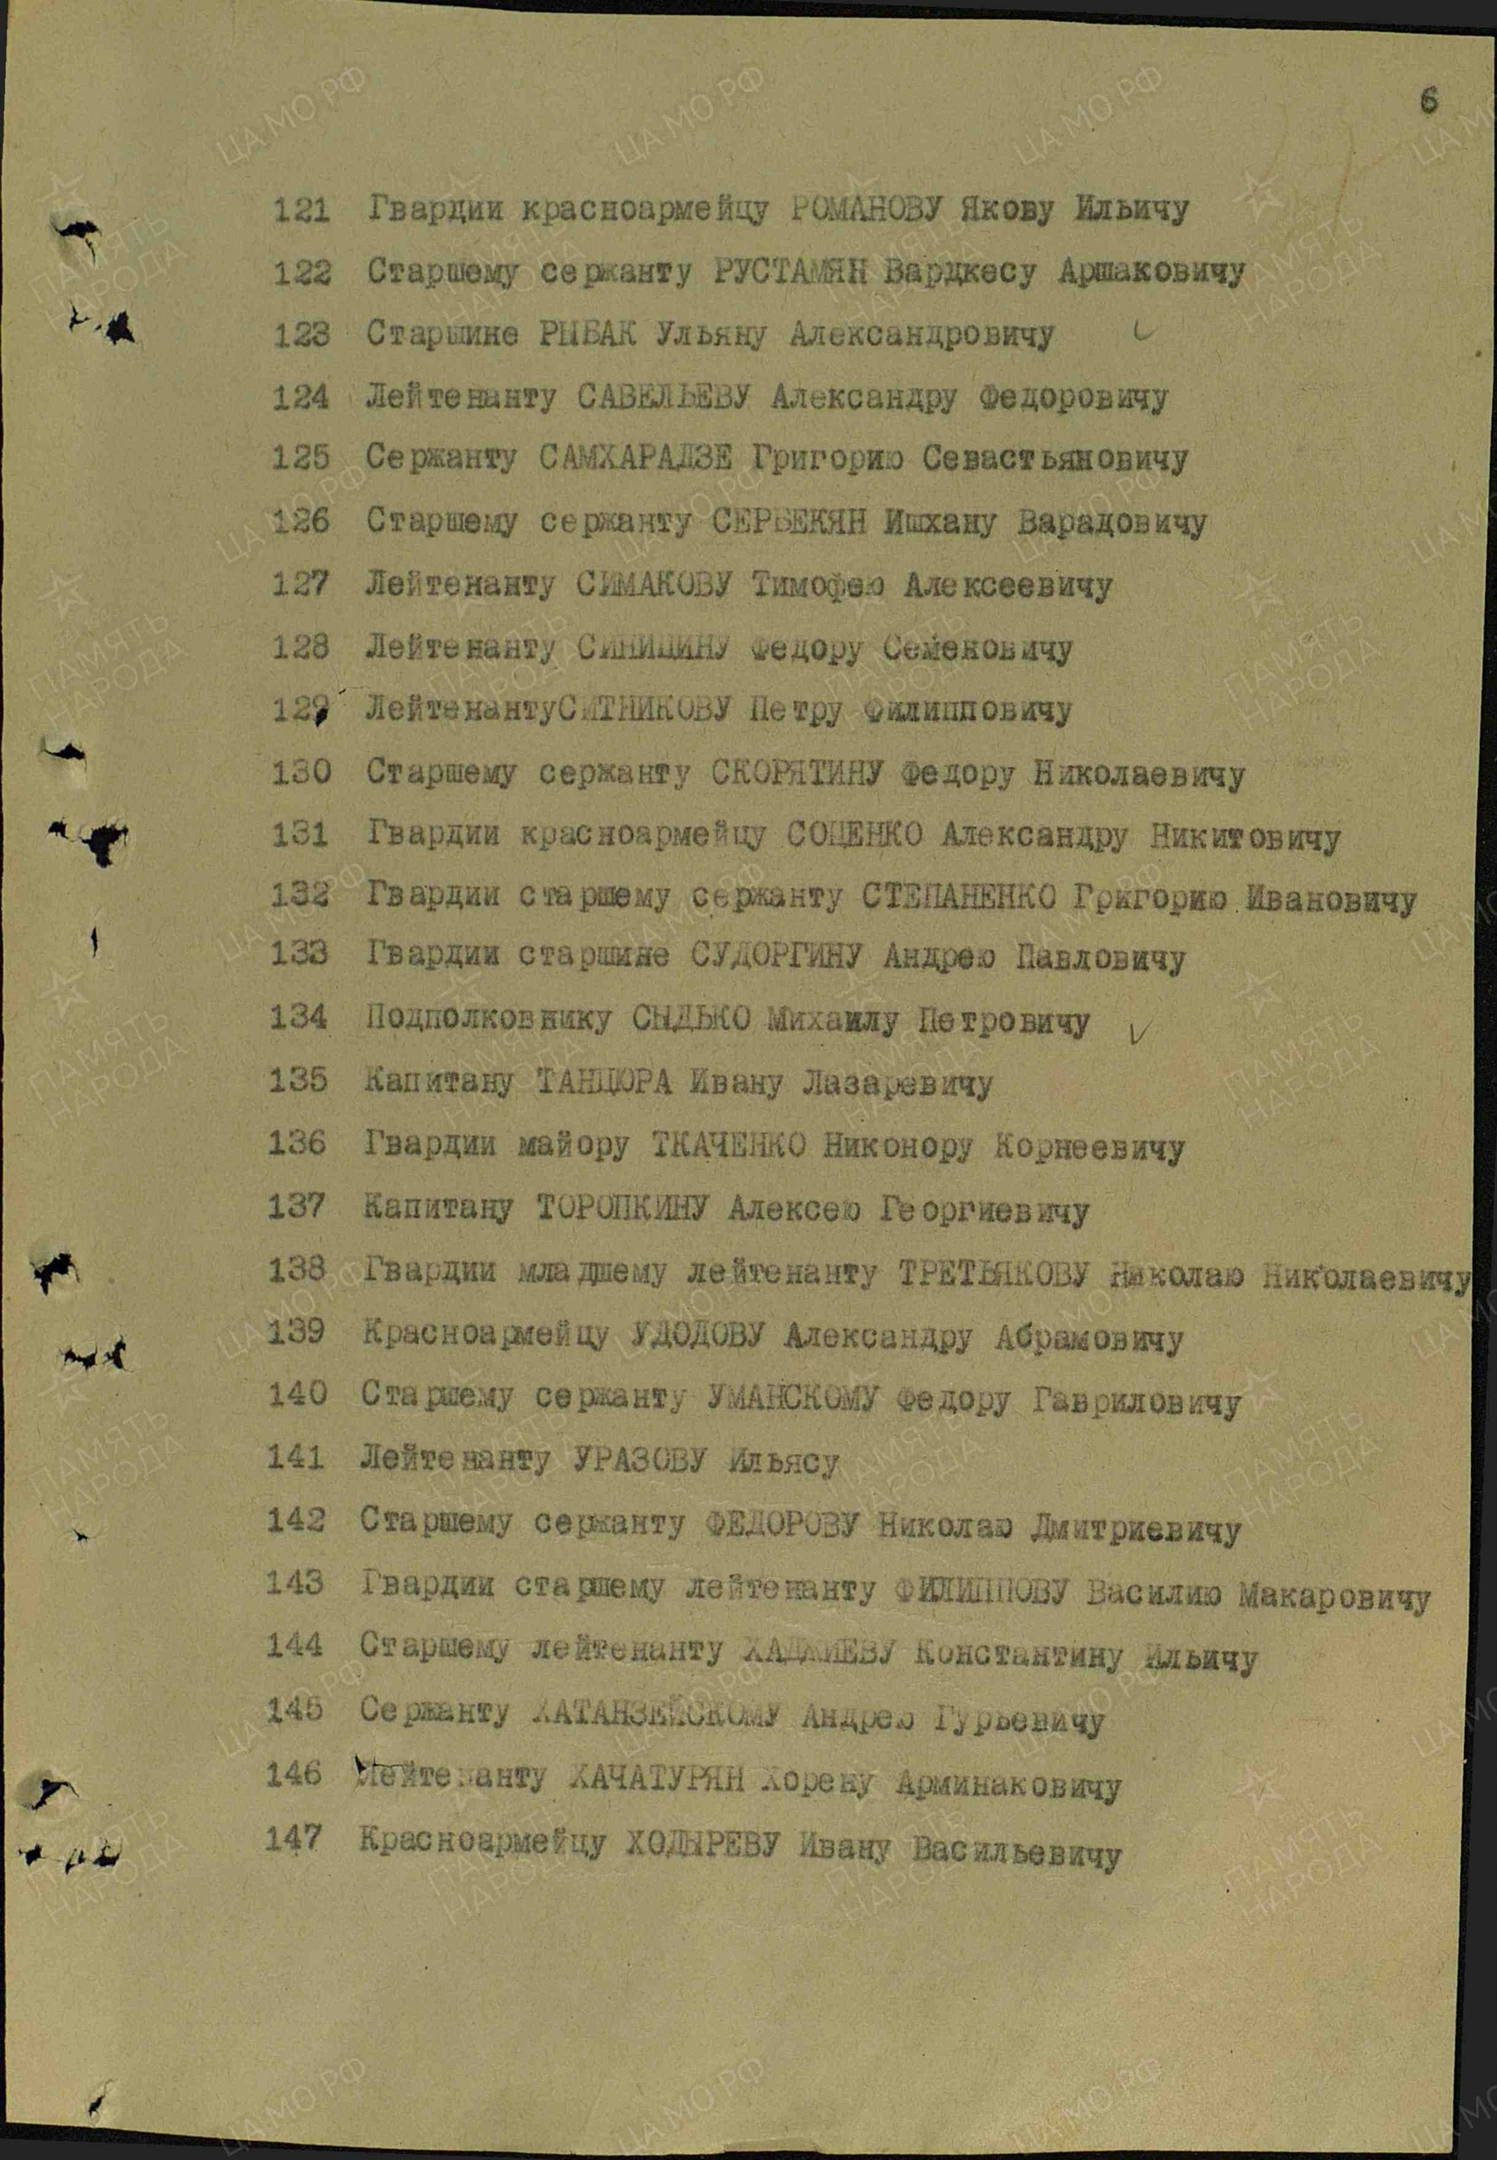 6
121 Гвардии красноармейцу РОМАНОВУ Якову Ильичу
122 Старшему сержанту РУСТАМЯН Вардкесу Аршаковичу
123 Старшине РЫБАК Ульяну Александровичу
124 Лейтенанту САВЕЛЬЕВУ Александру Федоровичу
125 Сержанту САМХАРАДЗЕ Григорию Севастьяновичу
126 Старшему сержанту СЕРБЕКЯН Ишхану Варадовичу
127 Лейтенанту СИМАКОВУ Тимофею Алексеевичу
128 Лейтенанту СИНИЦИНУ Федору Семеновичу
129 ЛейтенантуСИТНИКОВУ Петру Филипповичу
130 Старшему сержанту СКОРЯТИНУ Федору Николаевичу
131 Гвардии красноармейцу СОЦЕНКО Александру Никитовичу
132 Гвардии старшему сержанту СТЕПАНЕНКО Григорию Ивановичу
133 Гвардии старшине СУДОРГИНУ Андрею Павловичу
134 Подполковнику СЫДЬКО Михаилу Петровичу
135 Капитану ТАНЦЮРА Ивану Лазаревичу
136 Гвардии майору ТКАЧЕНКО Никонору Корнеевичу
137 Капитану ТОРОПКИНУ Алексею Георгиевичу
138 Гвардии младшему лейтенанту ТРЕТЬЯКОВУ Николаю Николаевичу
139 Красноармейцу УДОДОВУ Александру Абрамовичу
140 Старшему сержанту УМАНСКОМУ Федору Гавриловичу
141 Лейтенанту УРАЗОВУ Ильясу
142 Старшему сержанту ФЕДОРОВУ Николаю Дмитриевичу
143 Гвардии старшему лейтенанту ФИЛИППОВУ Василию Макаровичу
144 Старшему лейтенанту ХАДЖИЕВУ Константину Ильичу
145 Сержанту ХАТАНЗЕЙСКОМУ Андрею Гурьевичу
146 Лейтенанту ХАЧАТУРЯН Хорену Арминаковичу
147 Красноармейцу ХОДЫРЕВУ Ивану Васильевичу